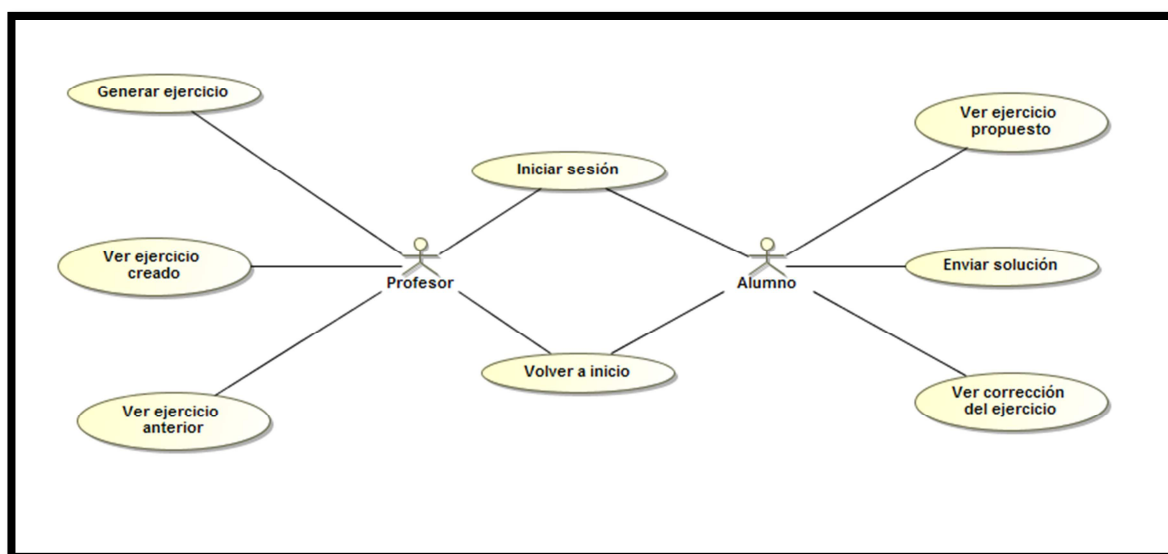 Generar ejercicio
Ver ejercicio
propuesto
Iniciar sesión
Ver ejercicio
creado
Profesor
Alumno
Enviar solución
Volver a inicio
Ver ejercicio
anterior
Ver corrección
del ejercicio